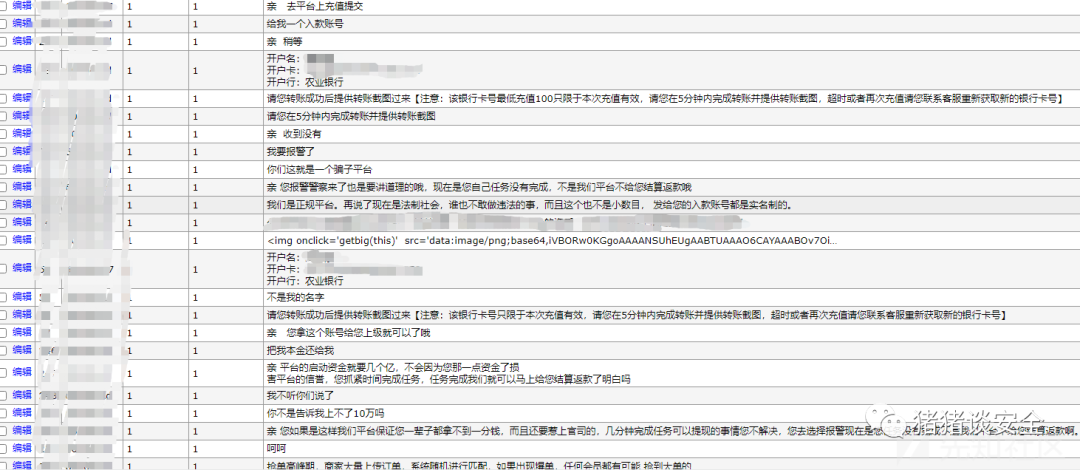 编辑 1 1 亲 去平台上充值提交
编辑 1 1 给我一个入款账号
编辑 1 1 亲 稍等
编辑 1 1 开户名：
开户卡：
开户行：农业银行
编辑 1 1 请您转账成功后提供转账截图过来【注意：该银行卡号最低充值100只限于本次充值有效，请您在5分钟内完成转账并提供转账截图，超时或者再次充值请您联系客服重新获取新的银行卡号】
编辑 1 1 请您在5分钟内完成转账并提供转账截图
编辑 1 1 亲 收到没有
编辑 1 1 我要报警了
编辑 1 1 你们这就是一个骗子平台
编辑 1 1 亲 您报警警察来了也是要讲道理的哦，现在是您自己任务没有完成，不是我们平台不给您结算返款哦
编辑 1 1 我们是正规平台。再说了现在是法制社会，谁也不敢做违法的事，而且这个也不是小数目， 发给您的入款账号都是实名制的。
编辑 1 1
编辑 1 1 <img onclick='getbig(this)' src='data:image/png;base64,iVBORw0KGgoAAAANSUhEUgAABTUAAAO6CAYAAABOv7Oi...
编辑 7 1 开户名：
开户卡：
开户行：农业银行
编辑 1 1 不是我的名字
编辑 1 1 请您转账成功后提供转账截图过来【注意：该银行卡号只限于本次充值有效，请您在5分钟内完成转账并提供转账截图，超时或者再次充值请您联系客服重新获取新的银行卡号】
编辑 1 1 亲 您拿这个账号给您上级就可以了哦
编辑 1 1 把我本金还给我
编辑 1 1 亲 平台的启动资金就要几个亿，不会因为您那一点资金了损
害平台的信誉，您抓紧时间完成任务，任务完成我们就可以马上给您结算返款了明白吗
编辑 1 1 我不听你们说了
编辑 1 1 你不是告诉我上不了10万吗
编辑 1 1 亲 您如果是这样我们平台保证您一辈子都拿不到一分钱，而且还要惹上官司的，几分钟完成任务可以提现的事情您不解决，您去选择报警现在是您 返款啊。
编辑 1 1 呵呵
编辑 1 1 抢单高峰期，商家大量上传订单，系统随机进行匹配，如果出现爆单，任何会员都有可能 抢到大单的
猪猪谈安全
先知社区